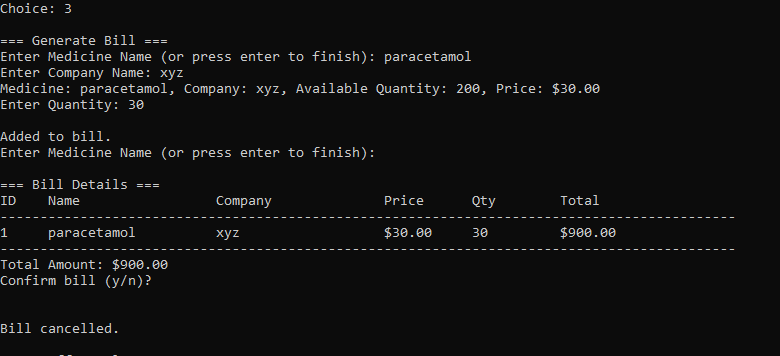 Choice: 3
=== Generate Bill ===
Enter Medicine Name (or press enter to finish): paracetamol
Enter Company Name: xyz
Medicine: paracetamol, Company: xyz, Available Quantity: 200, Price: $30.00
Enter Quantity: 30
Added to bill.
Enter Medicine Name (or press enter to finish):
=== Bill Details ===
ID Name Company Price Qty Total
--------------------------------------------------------------------------------------------
1 paracetamol xyz $30.00 30 $900.00
--------------------------------------------------------------------------------------------
Total Amount: $900.00
Confirm bill (y/n)?
Bill cancelled.